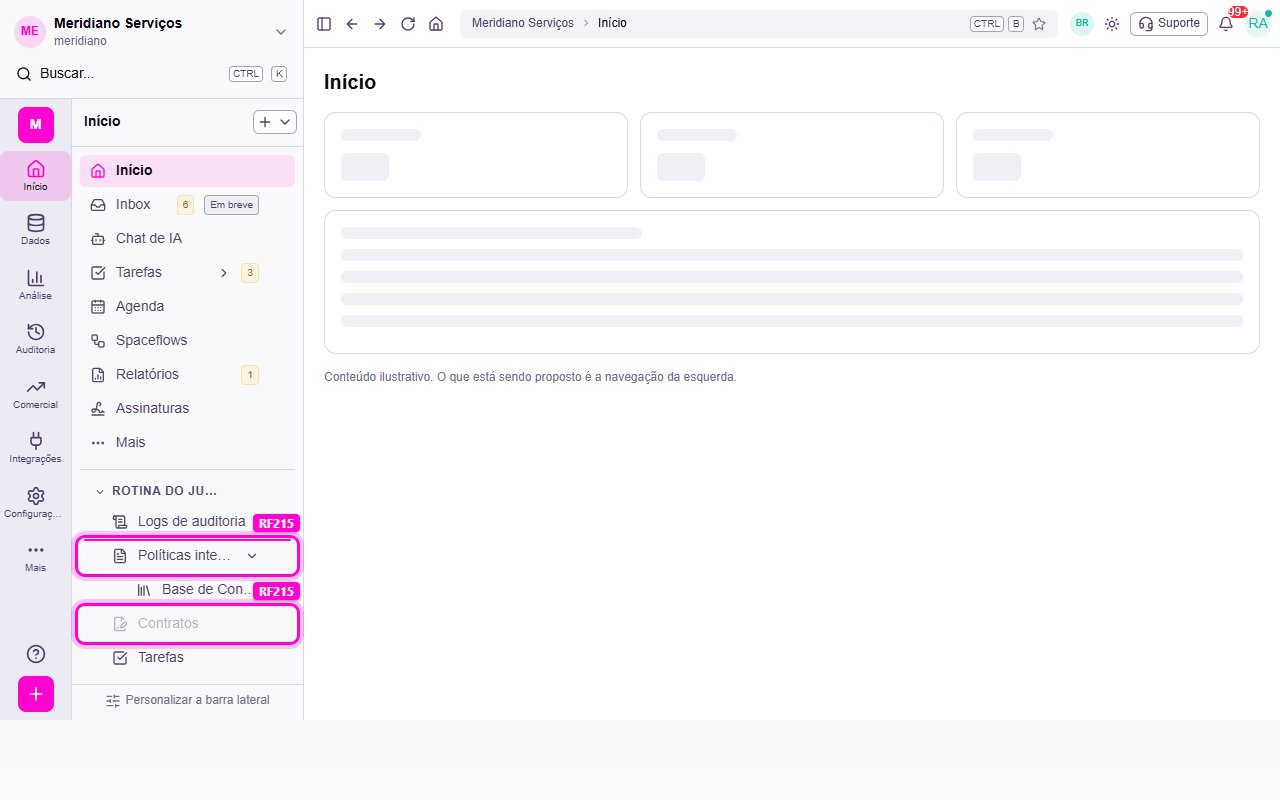 ME
Meridiano Serviços
meridiano
Buscar...
CTRL
K
M
Início
Dados
Análise
Auditoria
Comercial
Integrações
Configuraç...
Mais
Início
Início
Inbox
6
Em breve
Chat de IA
Tarefas
3
Agenda
Spaceflows
Relatórios
1
Assinaturas
Mais
ROTINA DO JU...
Logs de auditoria
RF215
Políticas inte...
Base de Con...
RF215
Contratos
Tarefas
Personalizar a barra lateral
Meridiano Serviços
Início
CTRL
B
BR
Suporte
99+
RA
Início
Conteúdo ilustrativo. O que está sendo proposto é a navegação da esquerda.